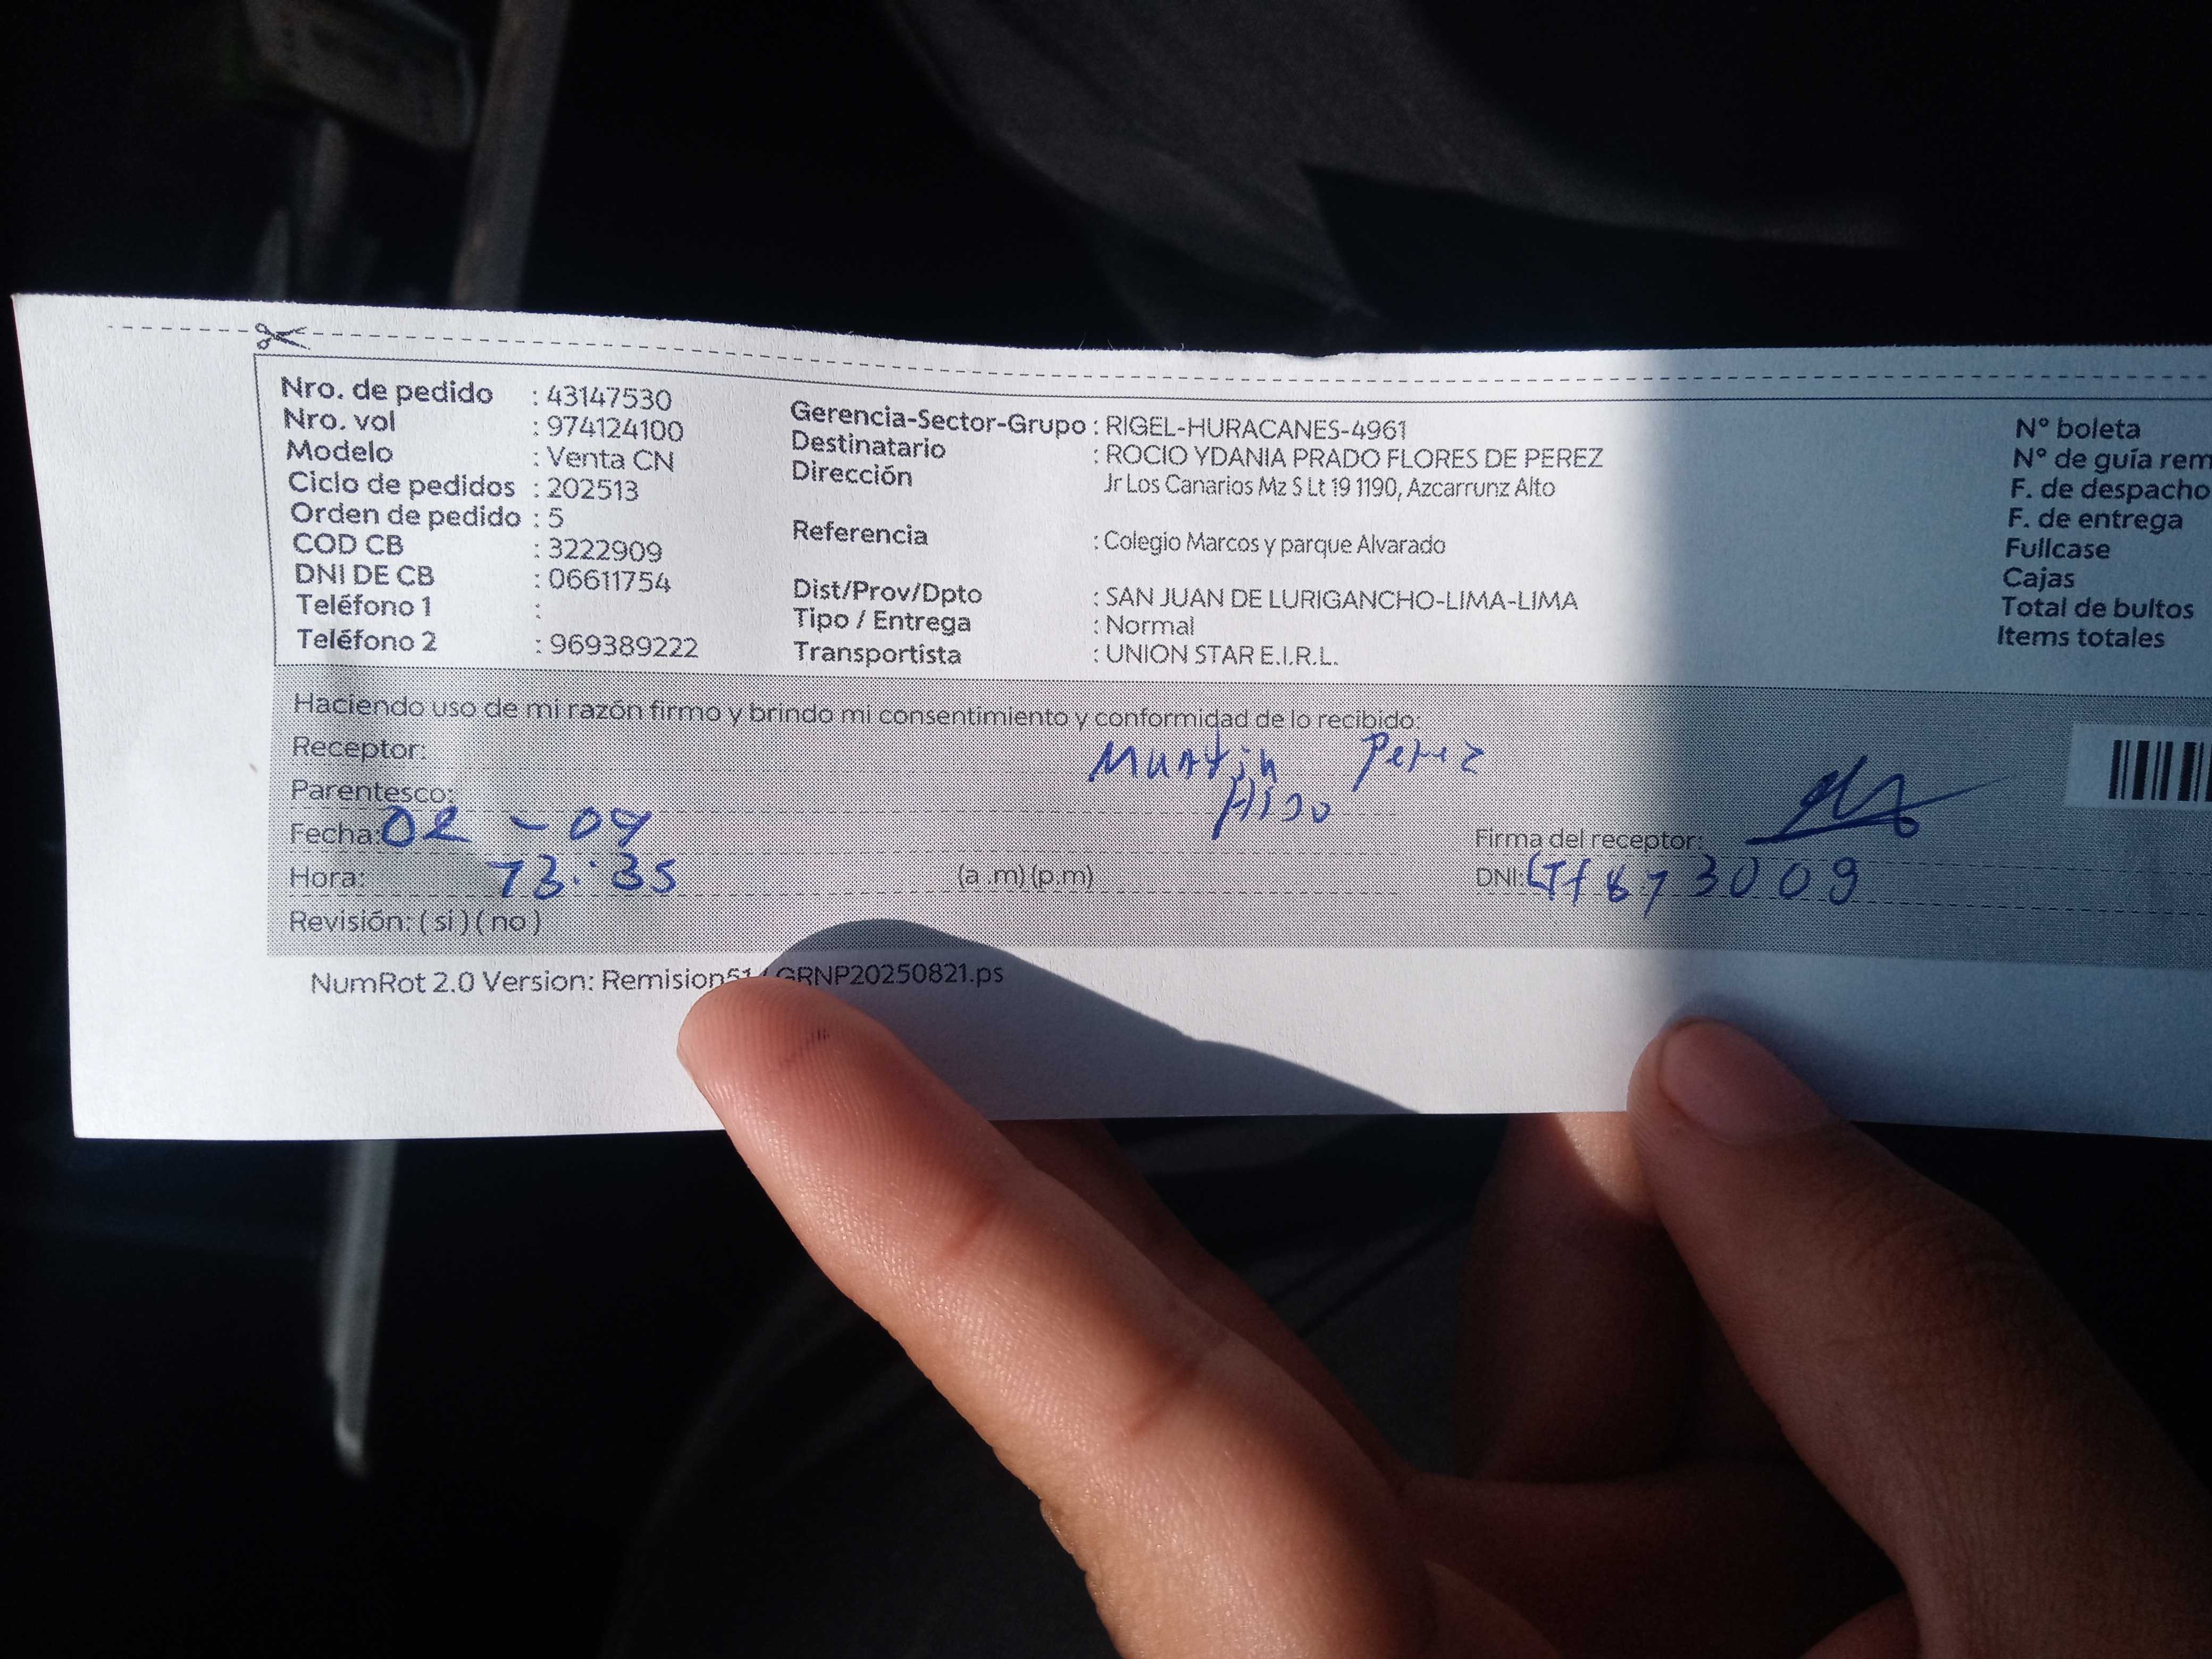 Nro. de pedido : 43147530
Nro. vol : 974124100
Modelo : Venta CN
Ciclo de pedidos : 202513
Orden de pedido : 5
COD CB : 3222909
DNI DE CB : 06611754
Teléfono 1 :
Teléfono 2 : 969389222
Gerencia-Sector-Grupo : RIGEL-HURACANES-4961
Destinatario : ROCIO YDANIA PRADO FLORES DE PEREZ
Dirección Jr Los Canarios Mz S Lt 19 1190, Azcarrunz Alto
Referencia : Colegio Marcos y parque Alvarado
Dist/Prov/Dpto : SAN JUAN DE LURIGANCHO-LIMA-LIMA
Tipo / Entrega : Normal
Transportista : UNION STAR E.I.R.L.
N° boleta
N° de guía rem
F. de despacho
F. de entrega
Fullcase
Cajas
Total de bultos
Items totales
Haciendo uso de mi razón firmo y brindo mi consentimiento y conformidad de lo recibido:
Receptor: Perez
Parentesco:
Fecha: 02 - 09
Hora: 13:35 (a .m) (p.m)
Revisión: ( si ) ( no )
Firma del receptor:
DNI:
NumRot 2.0 Version: GRNP20250821.ps